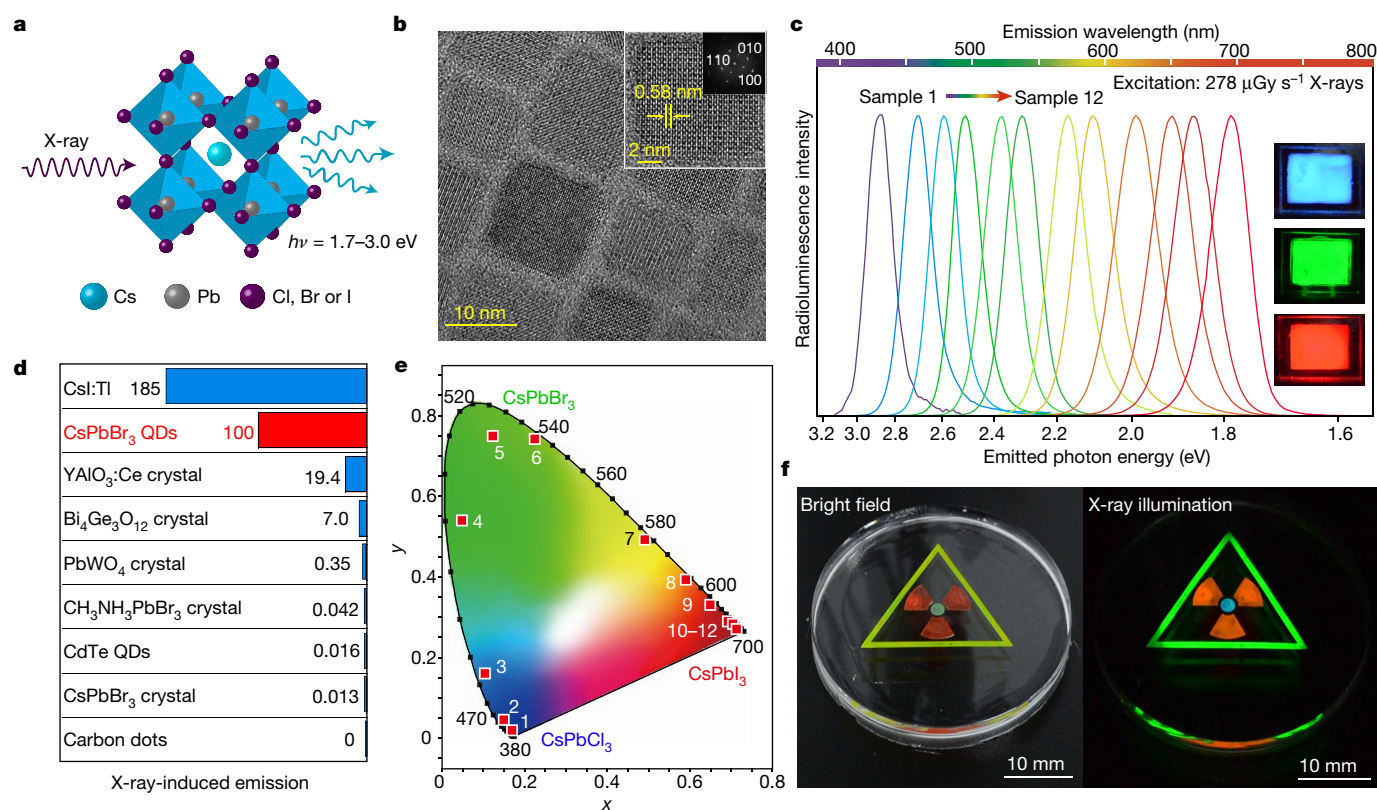 a
X-ray
hν = 1.7–3.0 eV
Cs
Pb
Cl, Br or I
b
010
110
100
0.58 nm
2 nm
10 nm
c
Emission wavelength (nm)
400 500 600 700 800
Excitation: 278 μGy s⁻¹ X-rays
Sample 1 Sample 12
Radioluminescence intensity
3.2 3.0 2.8 2.6 2.4 2.2 2.0 1.8 1.6
Emitted photon energy (eV)
d
CsI:Tl 185
CsPbBr₃ QDs 100
YAlO₃:Ce crystal 19.4
Bi₄Ge₃O₁₂ crystal 7.0
PbWO₄ crystal 0.35
CH₃NH₃PbBr₃ crystal 0.042
CdTe QDs 0.016
CsPbBr₃ crystal 0.013
Carbon dots 0
X-ray-induced emission
e
520
CsPbBr₃
0.8
540
5
6
560
0.6
4
7
580
y
0.4
8
600
9
10–12
700
0.2
3
CsPbI₃
470
2
1
0
380
CsPbCl₃
0 0.2 0.4 0.6 0.8
x
f
Bright field
X-ray illumination
10 mm
10 mm